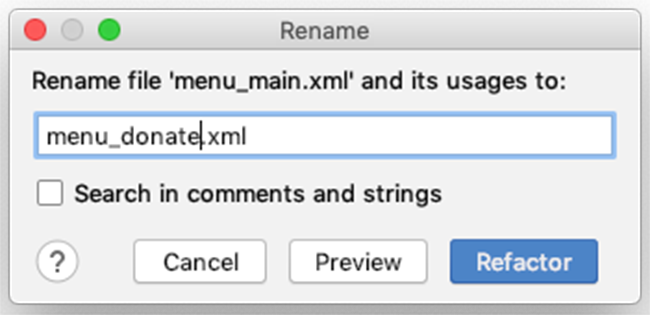 Rename
Rename file 'menu_main.xml' and its usages to:
menu_donate.xml
Search in comments and strings
? Cancel Preview Refactor